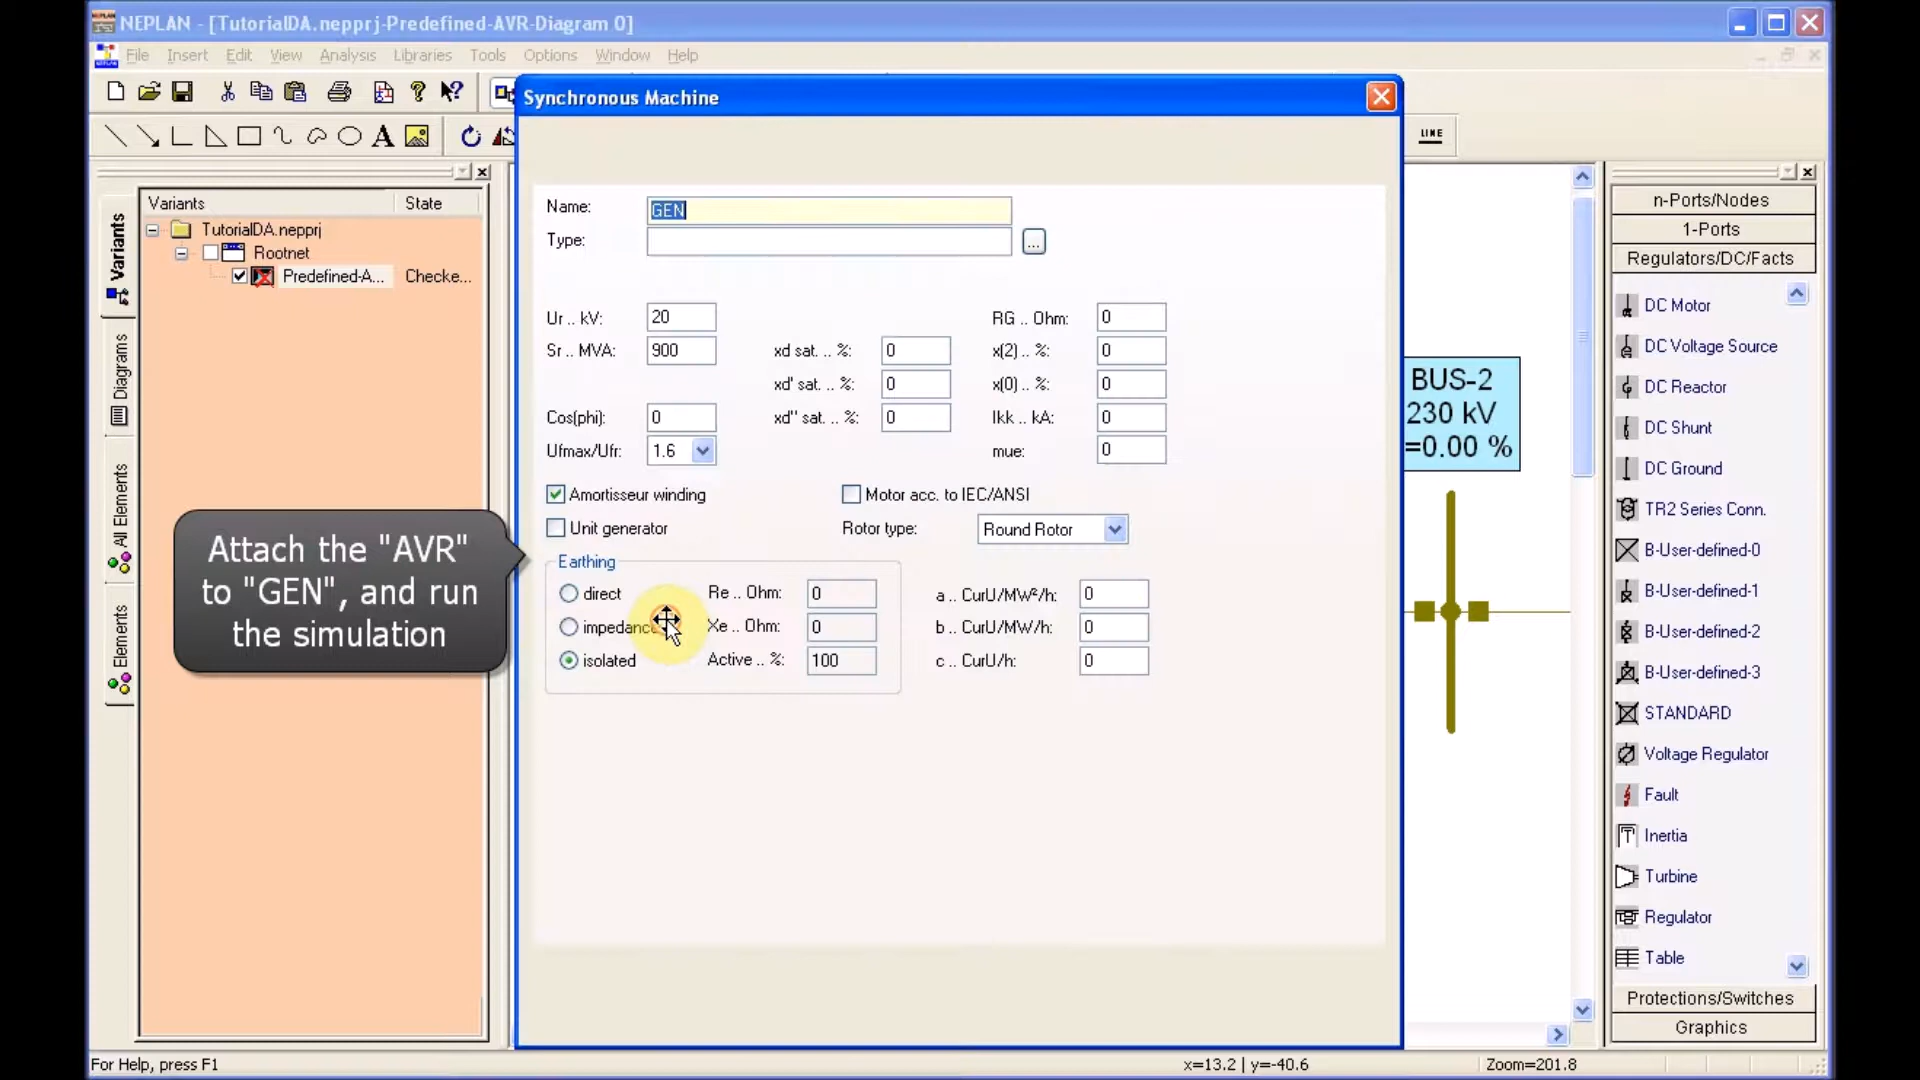 NEPLAN - [TutorialDA.nepprj-Predefined-AVR-Diagram 0]
File Insert Edit View Analysis Libraries Tools Options Window Help
Synchronous Machine
LINE
Variants State
TutorialDA.nepprj
Rootnet
Predefined-A... Checke...
Variants
Diagrams
All Elements
Elements
Attach the "AVR"
to "GEN", and run
the simulation
Name: GEN
Type: ...
Ur .. kV: 20 RG .. Ohm: 0
Sr .. MVA: 900 xd sat. .. %: 0 x(2) .. %: 0
xd' sat. .. %: 0 x(0) .. %: 0
Cos(phi): 0 xd'' sat. .. %: 0 Ikk .. kA: 0
Ufmax/Ufr: 1.6 mue: 0
Amortisseur winding Motor acc. to IEC/ANSI
Unit generator Rotor type: Round Rotor
Earthing
direct Re .. Ohm: 0 a .. CurU/MW²/h: 0
impedance Xe .. Ohm: 0 b .. CurU/MW/h: 0
isolated Active .. %: 100 c .. CurU/h: 0
BUS-2
230 kV
=0.00 %
n-Ports/Nodes
1-Ports
Regulators/DC/Facts
DC Motor
DC Voltage Source
DC Reactor
DC Shunt
DC Ground
TR2 Series Conn.
B-User-defined-0
B-User-defined-1
B-User-defined-2
B-User-defined-3
STANDARD
Voltage Regulator
Fault
Inertia
Turbine
Regulator
Table
Protections/Switches
Graphics
For Help, press F1 x=13.2 | y=-40.6 Zoom=201.8